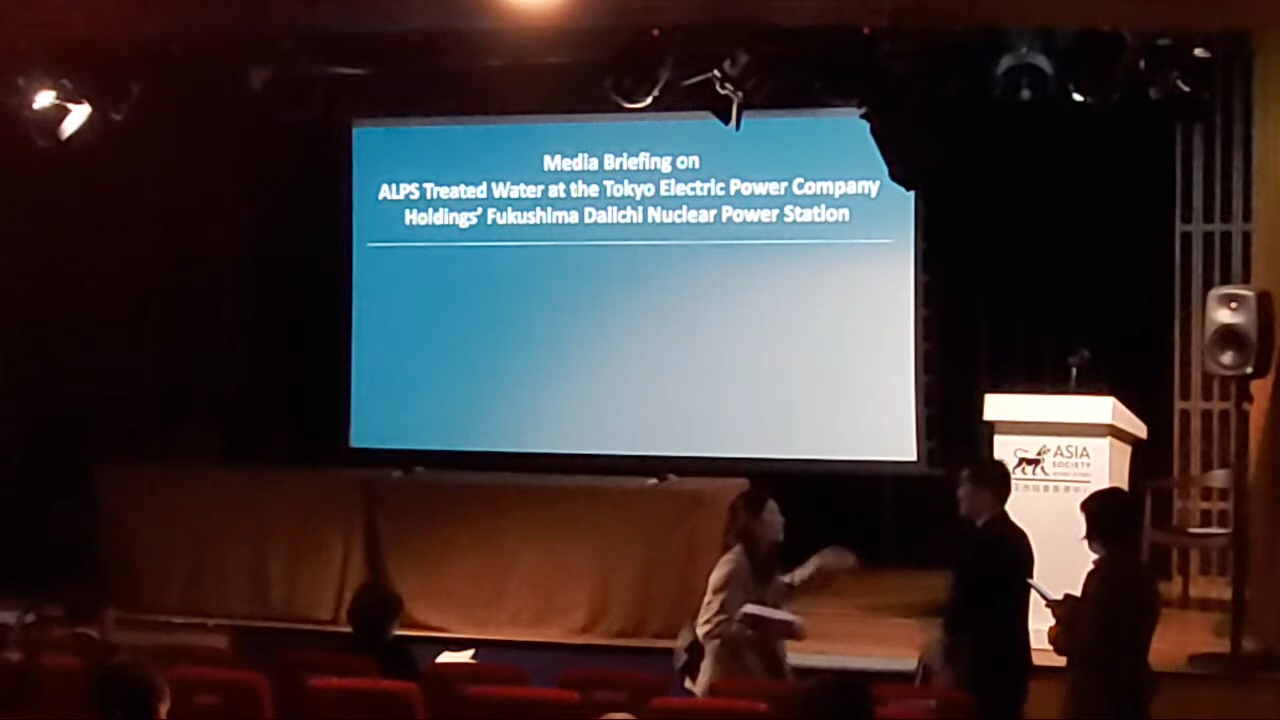 Media Briefing on
ALPS Treated Water at the Tokyo Electric Power Company
Holdings' Fukushima Daiichi Nuclear Power Station
ASIA
SOCIETY